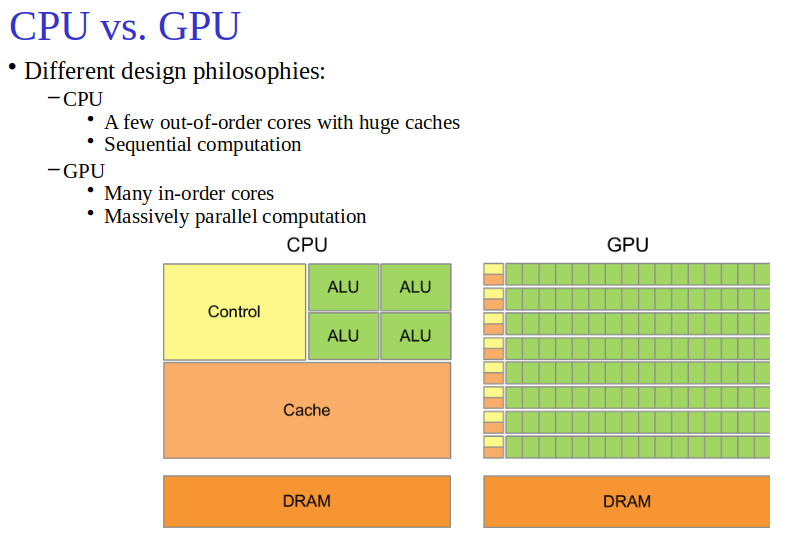 CPU vs. GPU
• Different design philosophies:
– CPU
• A few out-of-order cores with huge caches
• Sequential computation
– GPU
• Many in-order cores
• Massively parallel computation
CPU
GPU
Control
ALU ALU
ALU ALU
Cache
DRAM
DRAM